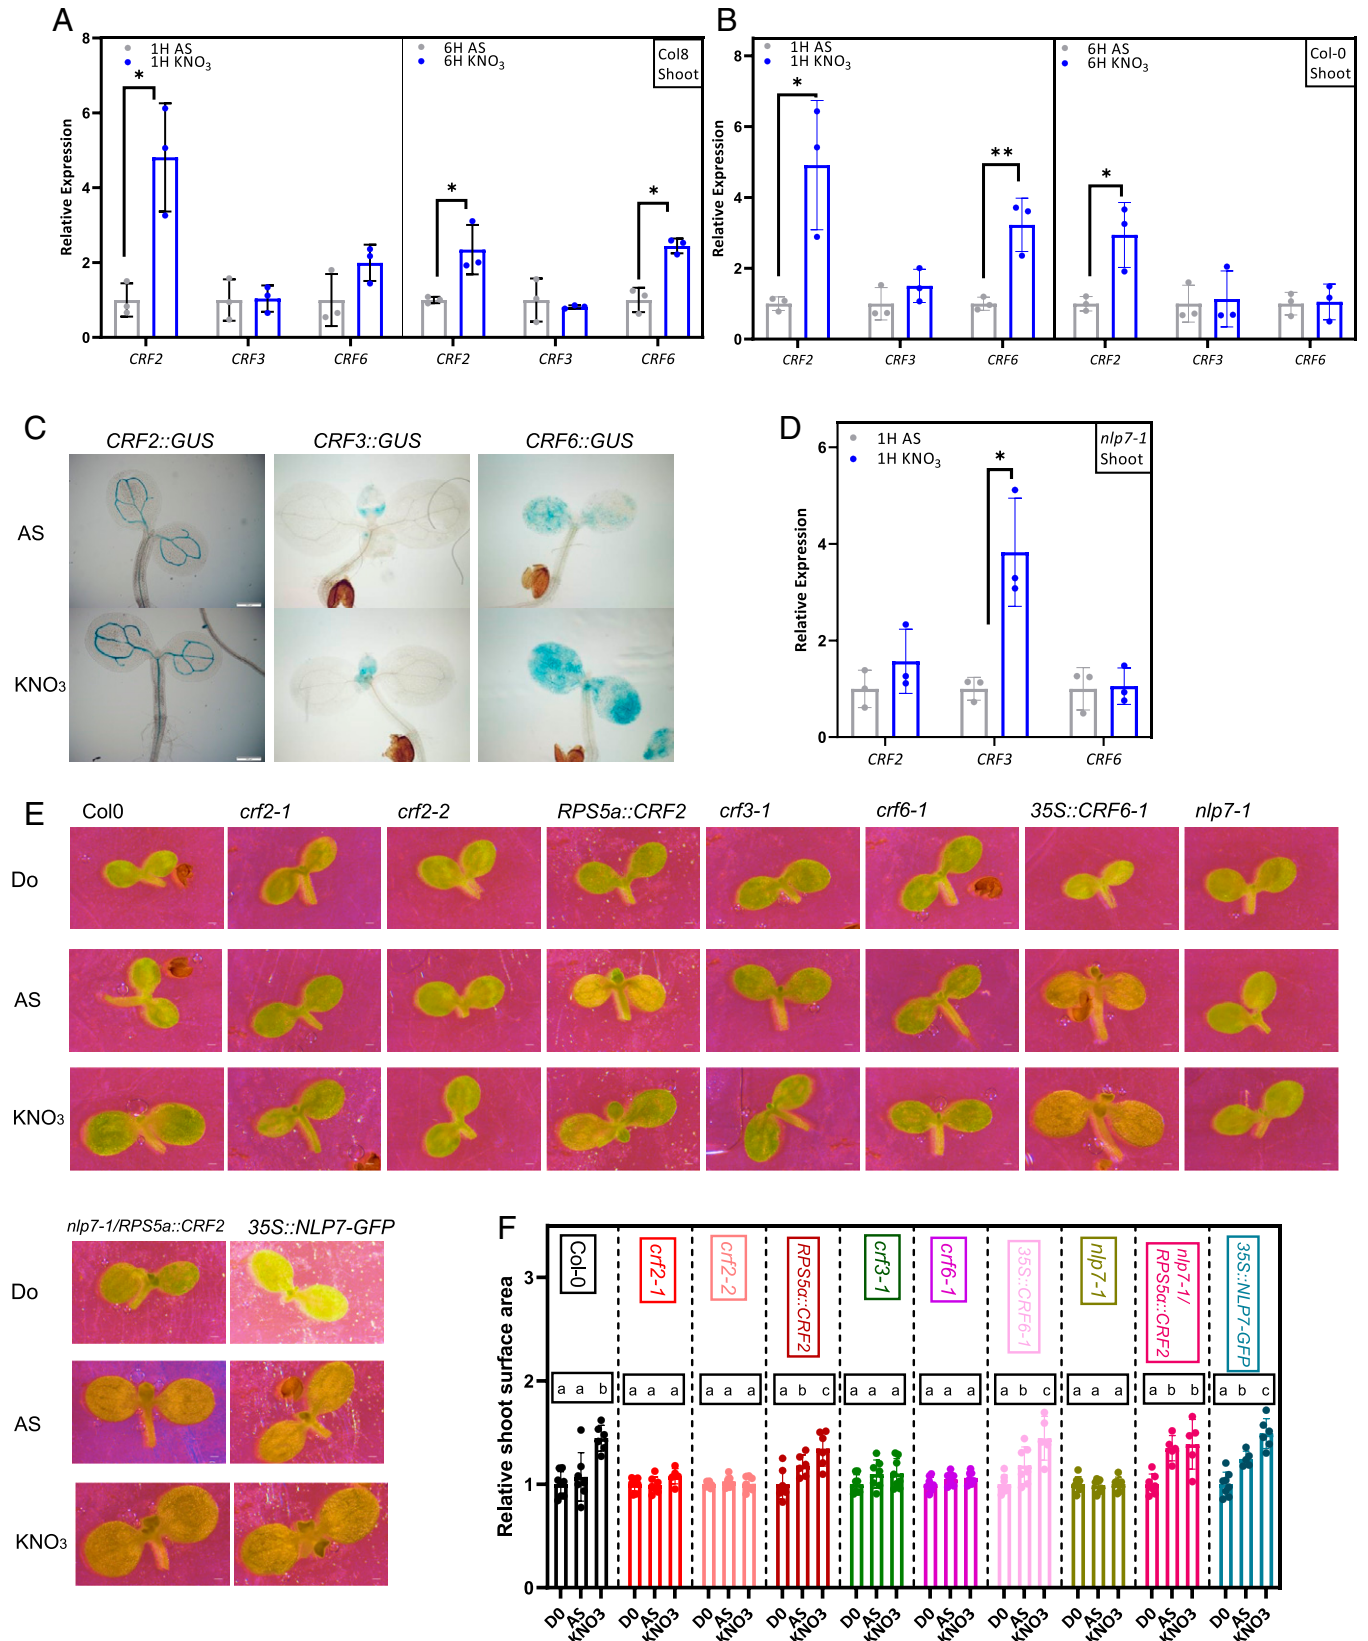 A
8
6
4
2
0
Relative Expression
1H AS
1H KNO3
6H AS
6H KNO3
Col8
Shoot
*
*
*
CRF2
CRF3
CRF6
CRF2
CRF3
CRF6
B
8
6
4
2
0
Relative Expression
1H AS
1H KNO3
6H AS
6H KNO3
Col-0
Shoot
*
**
*
CRF2
CRF3
CRF6
CRF2
CRF3
CRF6
C
CRF2::GUS
CRF3::GUS
CRF6::GUS
AS
KNO3
D
6
4
2
0
Relative Expression
1H AS
1H KNO3
nlp7-1
Shoot
*
CRF2
CRF3
CRF6
E
Col0
crf2-1
crf2-2
RPS5a::CRF2
crf3-1
crf6-1
35S::CRF6-1
nlp7-1
Do
AS
KNO3
nlp7-1/RPS5a::CRF2
35S::NLP7-GFP
Do
AS
KNO3
F
3
2
1
0
Relative shoot surface area
Col-0
crf2-1
crf2-2
RPS5a::CRF2
crf3-1
crf6-1
35S::CRF6-1
nlp7-1
nlp7-1/
RPS5a::CRF2
35S::NLP7-GFP
a a b
a a a
a a a
a b c
a a a
a a a
a b c
a a a
a b b
a b c
D0
AS
KNO3
D0
AS
KNO3
D0
AS
KNO3
D0
AS
KNO3
D0
AS
KNO3
D0
AS
KNO3
D0
AS
KNO3
D0
AS
KNO3
D0
AS
KNO3
D0
AS
KNO3